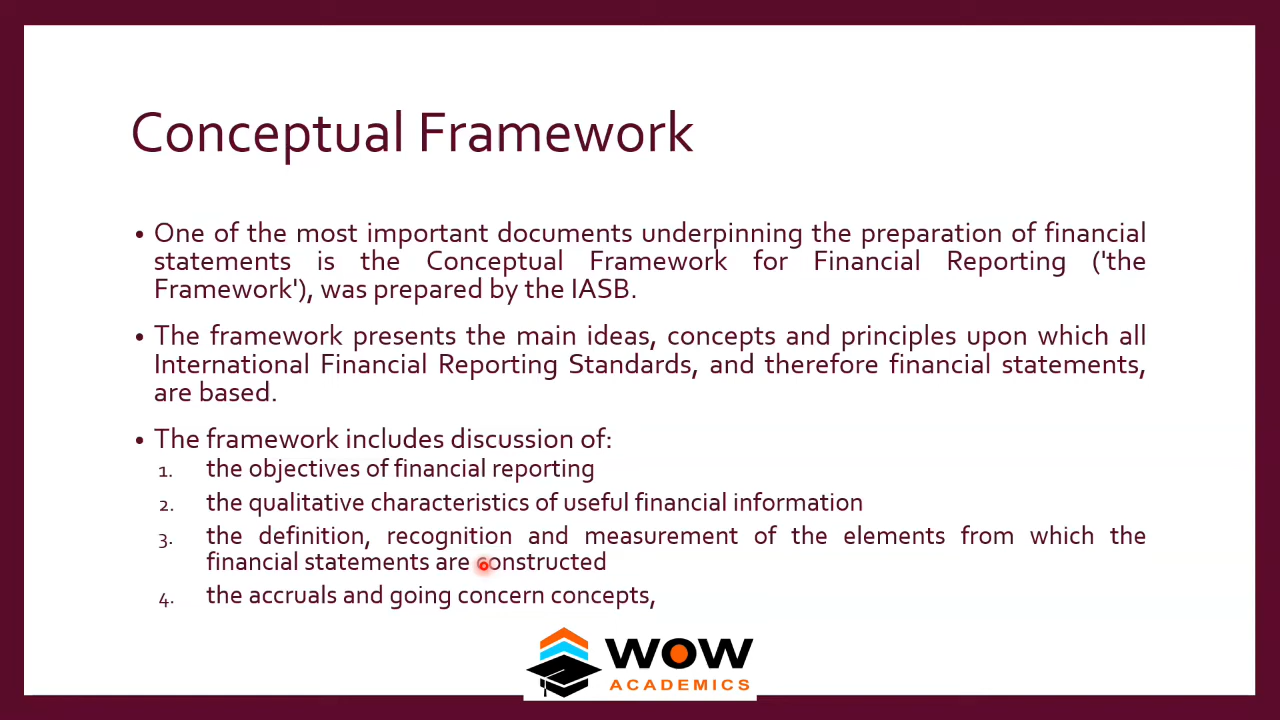 Conceptual Framework
• One of the most important documents underpinning the preparation of financial
statements is the Conceptual Framework for Financial Reporting ('the
Framework'), was prepared by the IASB.
• The framework presents the main ideas, concepts and principles upon which all
International Financial Reporting Standards, and therefore financial statements,
are based.
• The framework includes discussion of:
1. the objectives of financial reporting
2. the qualitative characteristics of useful financial information
3. the definition, recognition and measurement of the elements from which the
financial statements are constructed
4. the accruals and going concern concepts,
WOW
ACADEMICS